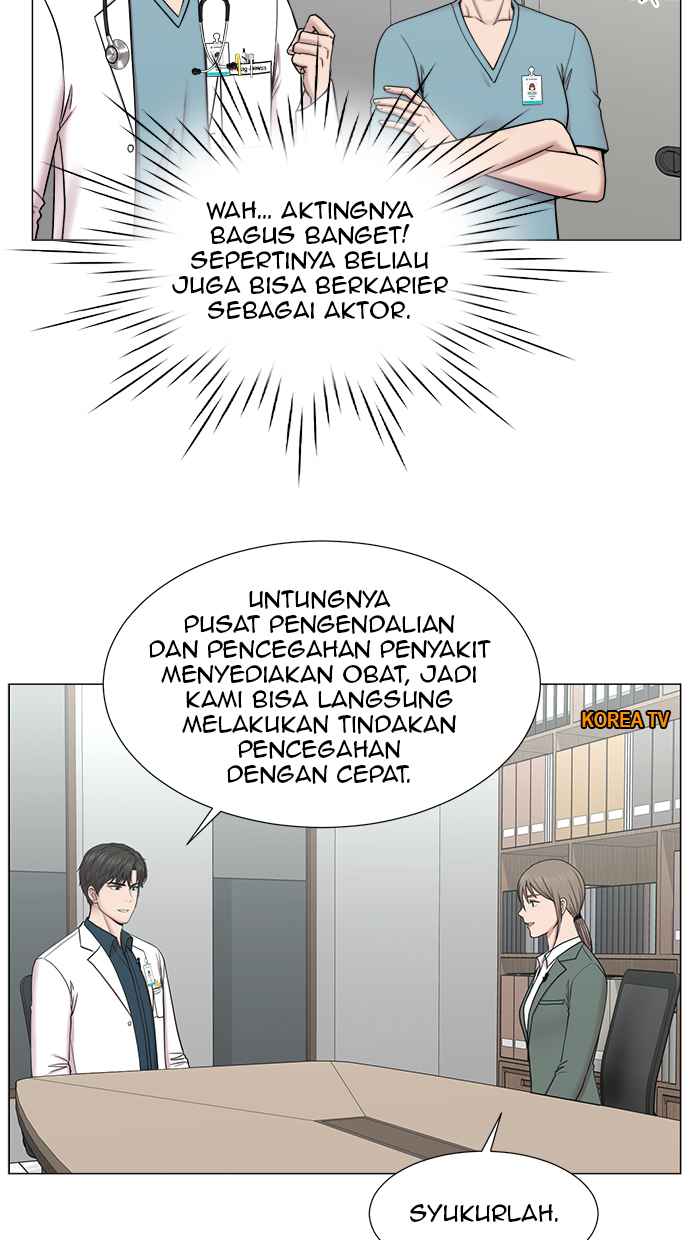 WAH... AKTINGNYA
BAGUS BANGET!
SEPERTINYA BELIAU
JUGA BISA BERKARIER
SEBAGAI AKTOR.
UNTUNGNYA
PUSAT PENGENDALIAN
DAN PENCEGAHAN PENYAKIT
MENYEDIAKAN OBAT, JADI
KAMI BISA LANGSUNG
MELAKUKAN TINDAKAN
PENCEGAHAN
DENGAN CEPAT.
KOREA TV
SYUKURLAH.